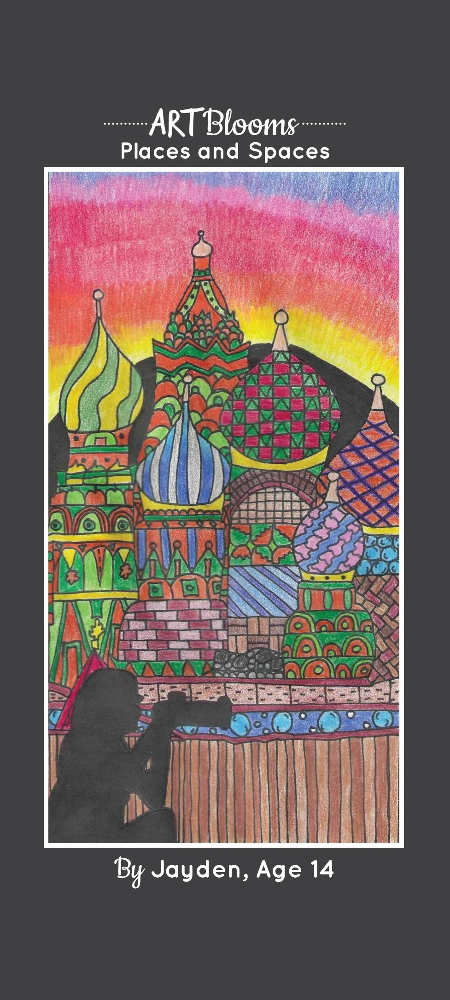 ART Blooms
Places and Spaces
By Jayden, Age 14